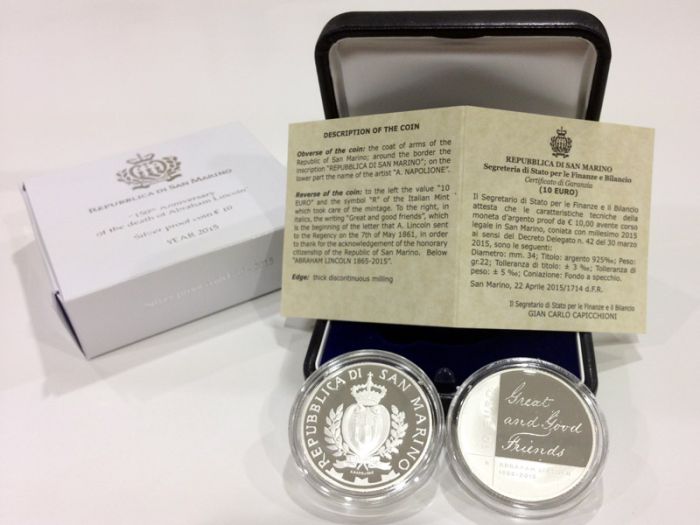 REPUBBLICA DI SAN MARINO
150th Anniversary
of the death of Abraham Lincoln
Silver proof coin € 10
YEAR 2015
DESCRIPTION OF THE COIN
Obverse of the coin: the coat of arms of the
Republic of San Marino; around the border the
inscription "REPUBBLICA DI SAN MARINO"; on the
lower part the name of the artist "A. NAPOLIONE".
Reverse of the coin: to the left the value "10
EURO" and the symbol "R" of the Italian Mint
which took care of the mintage. To the right, in
italics, the writing "Great and good friends", which
is the beginning of the letter that A. Lincoln sent
to the Regency on the 7th of May 1861, in order
to thank for the acknowledgement of the honorary
citizenship of the Republic of San Marino. Below
"ABRAHAM LINCOLN 1865-2015".
Edge: thick discontinuous milling
REPUBBLICA DI SAN MARINO
Segreteria di Stato per le Finanze e Bilancio
Certificato di Garanzia
(10 EURO)
Il Segretario di Stato per le Finanze e il Bilancio
attesta che le caratteristiche tecniche della
moneta d'argento proof da € 10,00 avente corso
legale in San Marino, coniata con millesimo 2015
ai sensi del Decreto Delegato n. 42 del 30 marzo
2015, sono le seguenti:
Diametro: mm. 34; Titolo: argento 925‰; Peso:
gr.22; Tolleranza di titolo: ± 3 ‰; Tolleranza di
peso: ± 5 ‰; Coniazione: Fondo a specchio.
San Marino, 22 Aprile 2015/1714 d.F.R.
Il Segretario di Stato per le Finanze e il Bilancio
GIAN CARLO CAPICCHIONI
REPUBBLICA DI SAN MARINO
10 EURO
Great
and Good
Friends
R
ABRAHAM LINCOLN
1865-2015